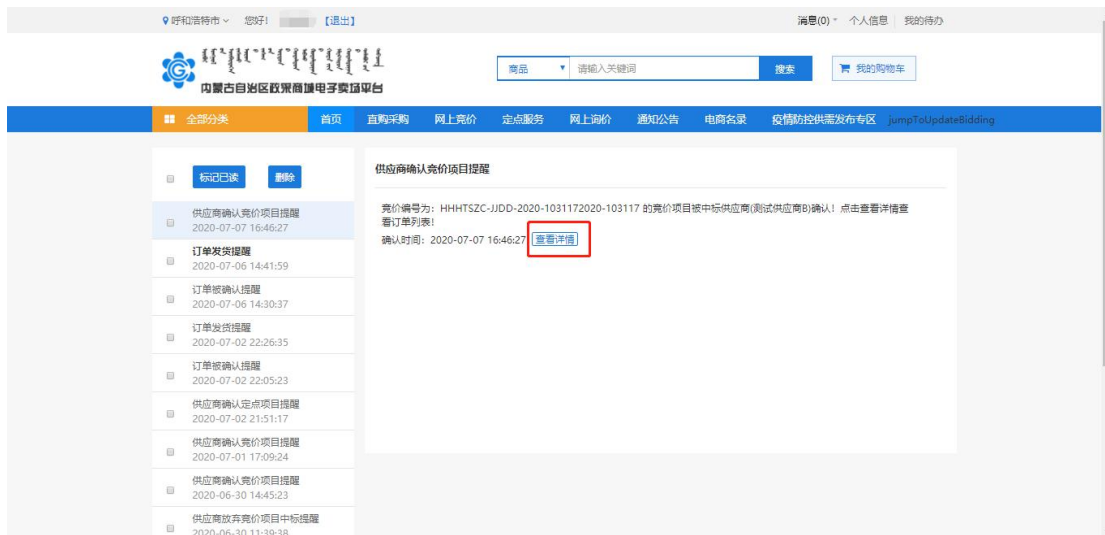 呼和浩特市 您好! 【退出】 消息(0) 个人信息 我的待办
内蒙古自治区政采商城电子卖场平台
商品 请输入关键词 搜索 我的购物车
全部分类 首页 直购采购 网上竞价 定点服务 网上询价 通知公告 电商名录 疫情防控供需发布专区 jumpToUpdateBidding
标记已读 删除
供应商确认竞价项目提醒
2020-07-07 16:46:27
订单发货提醒
2020-07-06 14:41:59
订单被确认提醒
2020-07-06 14:30:37
订单发货提醒
2020-07-02 22:26:35
订单被确认提醒
2020-07-02 22:05:23
供应商确认定点项目提醒
2020-07-02 21:51:17
供应商确认竞价项目提醒
2020-07-01 17:09:24
供应商确认竞价项目提醒
2020-06-30 14:45:23
供应商放弃竞价项目中标提醒
2020-06-30 11:39:38
供应商确认竞价项目提醒
竞价编号为：HHHTSZC-JJDD-2020-1031172020-103117 的竞价项目被中标供应商(测试供应商B)确认！点击查看详情查
看订单列表!
确认时间：2020-07-07 16:46:27 查看详情